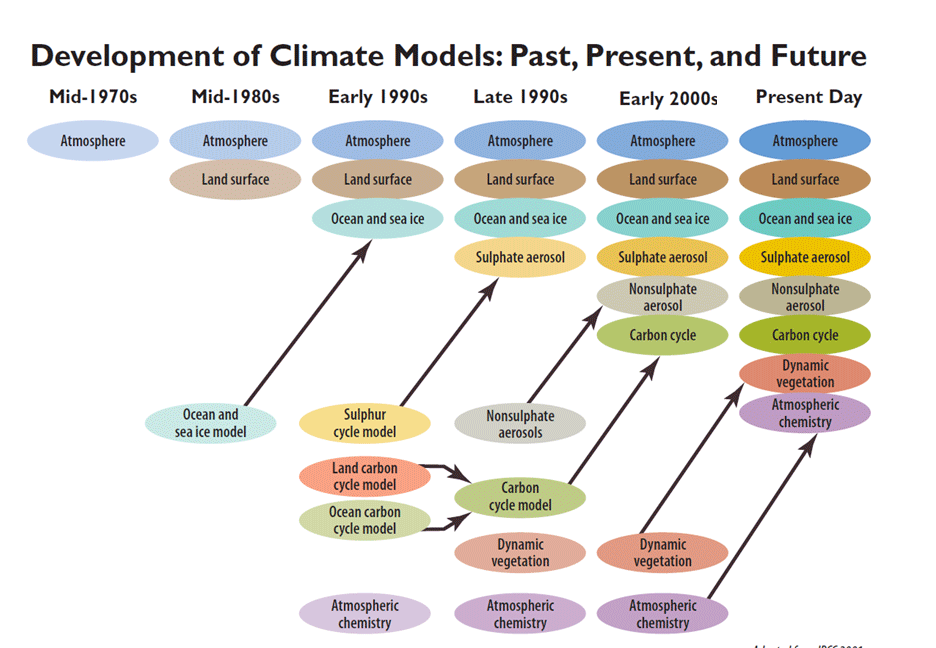 Development of Climate Models: Past, Present, and Future
Mid-1970s
Mid-1980s
Early 1990s
Late 1990s
Early 2000s
Present Day
Atmosphere
Atmosphere
Atmosphere
Atmosphere
Atmosphere
Atmosphere
Land surface
Land surface
Land surface
Land surface
Land surface
Ocean and sea ice
Ocean and sea ice
Ocean and sea ice
Ocean and sea ice
Sulphate aerosol
Sulphate aerosol
Sulphate aerosol
Nonsulphate
aerosol
Nonsulphate
aerosol
Carbon cycle
Carbon cycle
Dynamic
vegetation
Atmospheric
chemistry
Ocean and
sea ice model
Sulphur
cycle model
Nonsulphate
aerosols
Land carbon
cycle model
Ocean carbon
cycle model
Carbon
cycle model
Dynamic
vegetation
Dynamic
vegetation
Atmospheric
chemistry
Atmospheric
chemistry
Atmospheric
chemistry